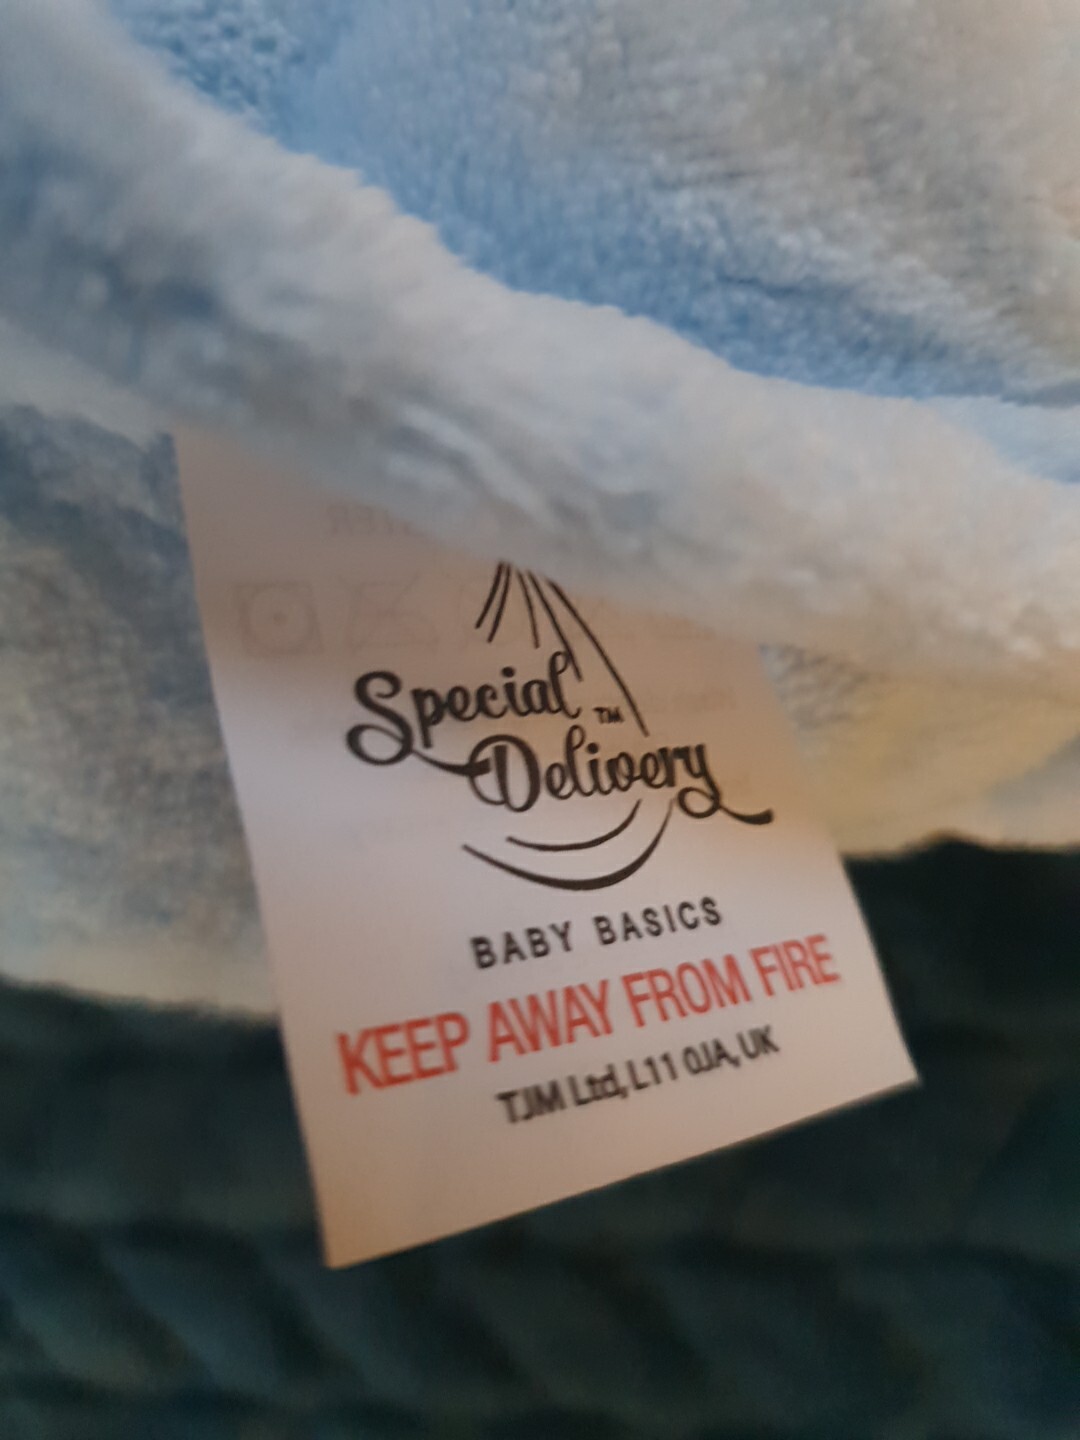 Special
Delivery ™
BABY BASICS
KEEP AWAY FROM FIRE
TJM Ltd, L11 0JA, UK